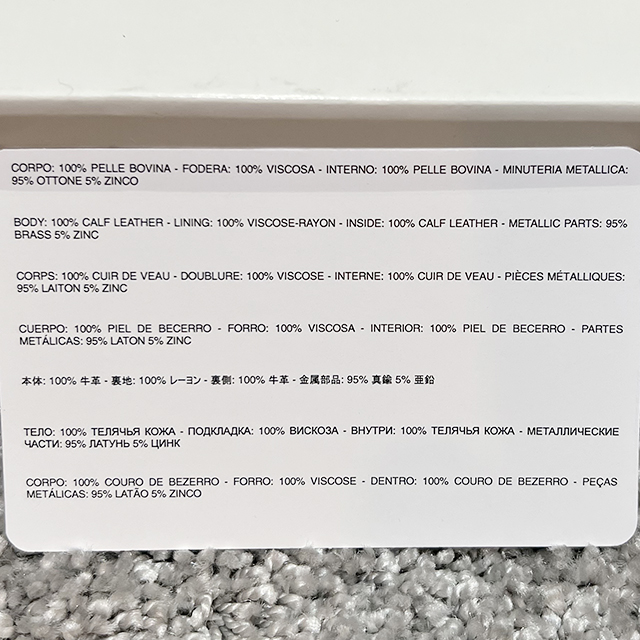 CORPO: 100% PELLE BOVINA - FODERA: 100% VISCOSA - INTERNO: 100% PELLE BOVINA - MINUTERIA METALLICA:
95% OTTONE 5% ZINCO
BODY: 100% CALF LEATHER - LINING: 100% VISCOSE-RAYON - INSIDE: 100% CALF LEATHER - METALLIC PARTS: 95%
BRASS 5% ZINC
CORPS: 100% CUIR DE VEAU - DOUBLURE: 100% VISCOSE - INTERNE: 100% CUIR DE VEAU - PIÈCES MÉTALLIQUES:
95% LAITON 5% ZINC
CUERPO: 100% PIEL DE BECERRO - FORRO: 100% VISCOSA - INTERIOR: 100% PIEL DE BECERRO - PARTES
METÁLICAS: 95% LATON 5% ZINC
本体: 100% 牛革 - 裏地: 100% レーヨン - 裏側: 100% 牛革 - 金属部品: 95% 真鍮 5% 亜鉛
ТЕЛО: 100% ТЕЛЯЧЬЯ КОЖА - ПОДКЛАДКА: 100% ВИСКОЗА - ВНУТРИ: 100% ТЕЛЯЧЬЯ КОЖА - МЕТАЛЛИЧЕСКИЕ
ЧАСТИ: 95% ЛАТУНЬ 5% ЦИНК
CORPO: 100% COURO DE BEZERRO - FORRO: 100% VISCOSE - DENTRO: 100% COURO DE BEZERRO - PEÇAS
METÁLICAS: 95% LATÃO 5% ZINCO